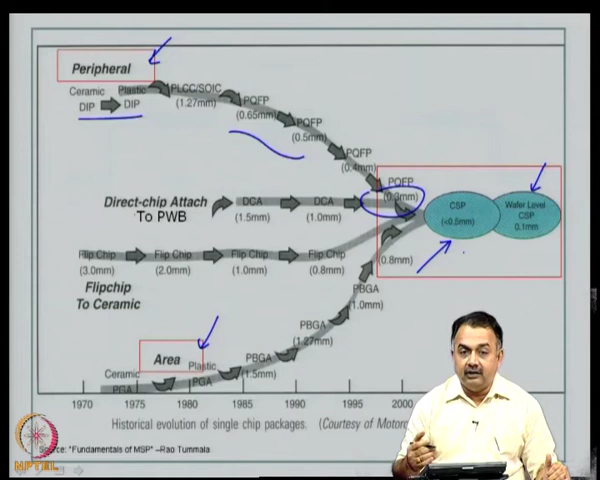 Peripheral
Ceramic Plastic PLCC/SOIC
DIP DIP (1.27mm) PQFP
(0.65mm) PQFP
(0.5mm) PQFP
(0.4mm) PQFP
(0.3mm)
Direct-chip Attach DCA DCA
To PWB (1.5mm) (1.0mm)
CSP Wafer Level
(<0.5mm) CSP
0.1mm
Flip Chip Flip Chip Flip Chip Flip Chip
(3.0mm) (2.0mm) (1.0mm) (0.8mm) (0.8mm)
Flipchip
To Ceramic
PBGA
(1.0mm)
PBGA
(1.27mm)
Area
Ceramic Plastic PBGA
PGA PGA (1.5mm)
1970 1975 1980 1985 1990 1995 2000
Historical evolution of single chip packages. (Courtesy of Motoro
Source: "Fundamentals of MSP" –Rao Tummala
NPTEL